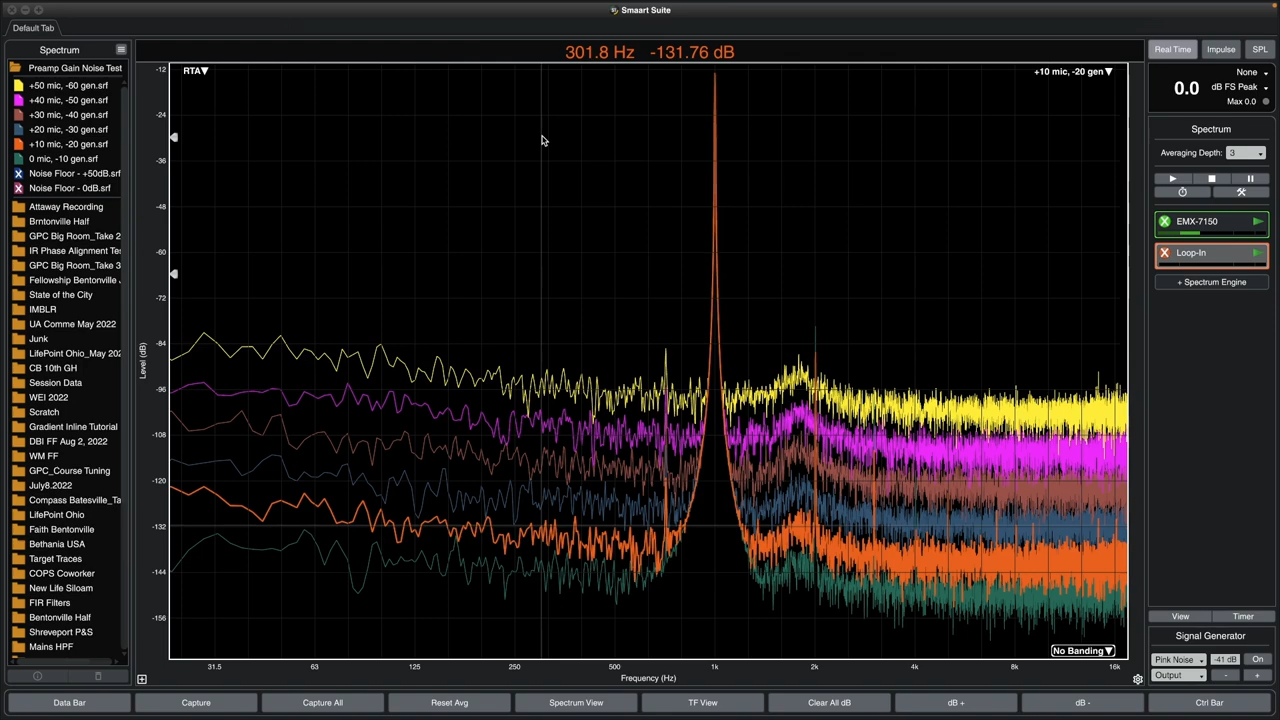 Smaart Suite
Default Tab
Spectrum
Preamp Gain Noise Test
+50 mic, -60 gen.srf
+40 mic, -50 gen.srf
+30 mic, -40 gen.srf
+20 mic, -30 gen.srf
+10 mic, -20 gen.srf
0 mic, -10 gen.srf
Noise Floor - +50dB.srf
Noise Floor - 0dB.srf
Attaway Recording
Brntonville Half
GPC Big Room_Take 2
IR Phase Alignment Tes
GPC Big Room_Take 3
Fellowship Bentonville
State of the City
IMBLR
UA Comme May 2022
Junk
LifePoint Ohio_May 202
CB 10th GH
Session Data
WEI 2022
Scratch
Gradient Inline Tutorial
DBI FF Aug 2, 2022
WM FF
GPC_Course Tuning
July8.2022
Compass Batesville_Ta
LifePoint Ohio
Faith Bentonville
Bethania USA
Target Traces
COPS Coworker
New Life Siloam
FIR Filters
Bentonville Half
Shreveport P&S
Mains HPF
301.8 Hz -131.76 dB
RTA▼
+10 mic, -20 gen▼
-12
-24
-36
-48
-60
-72
-84
-96
-108
-120
-132
-144
-156
Level (dB)
31.5 63 125 250 500 1k 2k 4k 8k 16k
Frequency (Hz)
No Banding▼
Real Time Impulse SPL
None
0.0 dB FS Peak
Max 0.0
Spectrum
Averaging Depth: 3
EMX-7150
Loop-In
+ Spectrum Engine
View Timer
Signal Generator
Pink Noise -41 dB On
Output - +
Data Bar Capture Capture All Reset Avg Spectrum View TF View Clear All dB dB + dB - Ctrl Bar